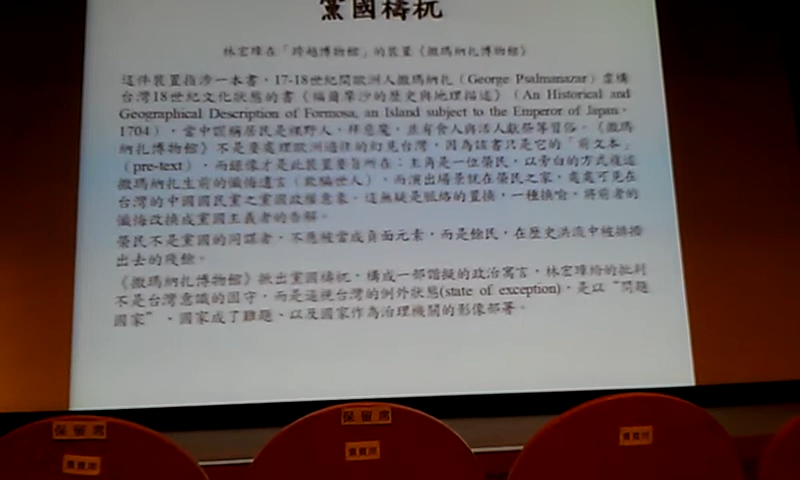 黨國檮杌
林宏璋在「跨越博物館」的裝置《撒瑪納札博物館》
這件裝置指涉一本書，17-18世紀間歐洲人撒瑪納札（George Psalmanazar）虛構
台灣18世紀文化狀態的書《福爾摩沙的歷史與地理描述》（An Historical and
Geographical Description of Formosa, an Island subject to the Emperor of Japan，
1704），當中謊稱居民是裸野人，拜惡魔，並有食人與活人獻祭等習俗。《撒瑪
納札博物館》不是要處理歐洲過往的幻見台灣，因為該書只是它的「前文本」
（pre-text），而錄像才是此裝置要旨所在：主角是一位榮民，以旁白的方式複述
撒瑪納札生前的懺悔遺言（欺騙世人），而演出場景就在榮民之家，處處可見在
台灣的中國國民黨之黨國政權意象。這無疑是脈絡的置換，一種換喻，將前者的
懺悔改換成黨國主義者的告解。
榮民不是黨國的同謀者，不應被當成負面元素，而是餘民，在歷史洪流中被排擠
出去的殘餘。
《撒瑪納札博物館》掀出黨國檮杌，構成一部諧擬的政治寓言，林宏璋給的批判
不是台灣意識的固守，而是逼視台灣的例外狀態(state of exception)，是以“問題
國家”、國家成了難題、以及國家作為治理機關的影像部署。
保留席 保留席
貴賓席 貴賓席 貴賓席